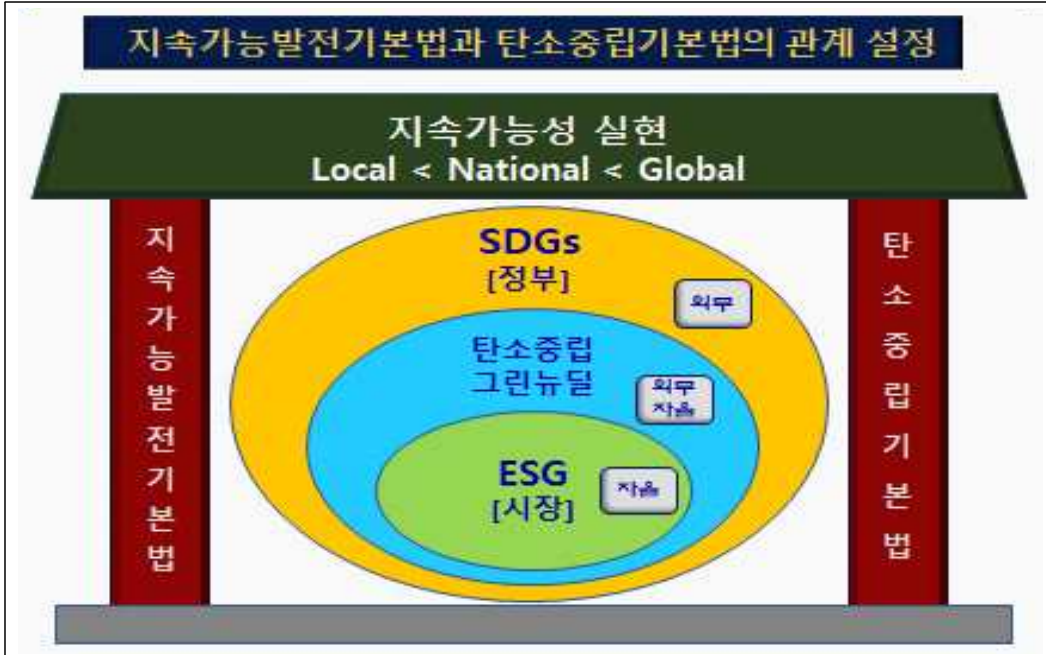 지속가능발전기본법과 탄소중립기본법의 관계 설정
지속가능성 실현
Local < National < Global
지속가능발전기본법
SDGs
[정부]
의무
탄소중립
그린뉴딜
의무
자율
ESG
[시장]
자율
탄소중립기본법